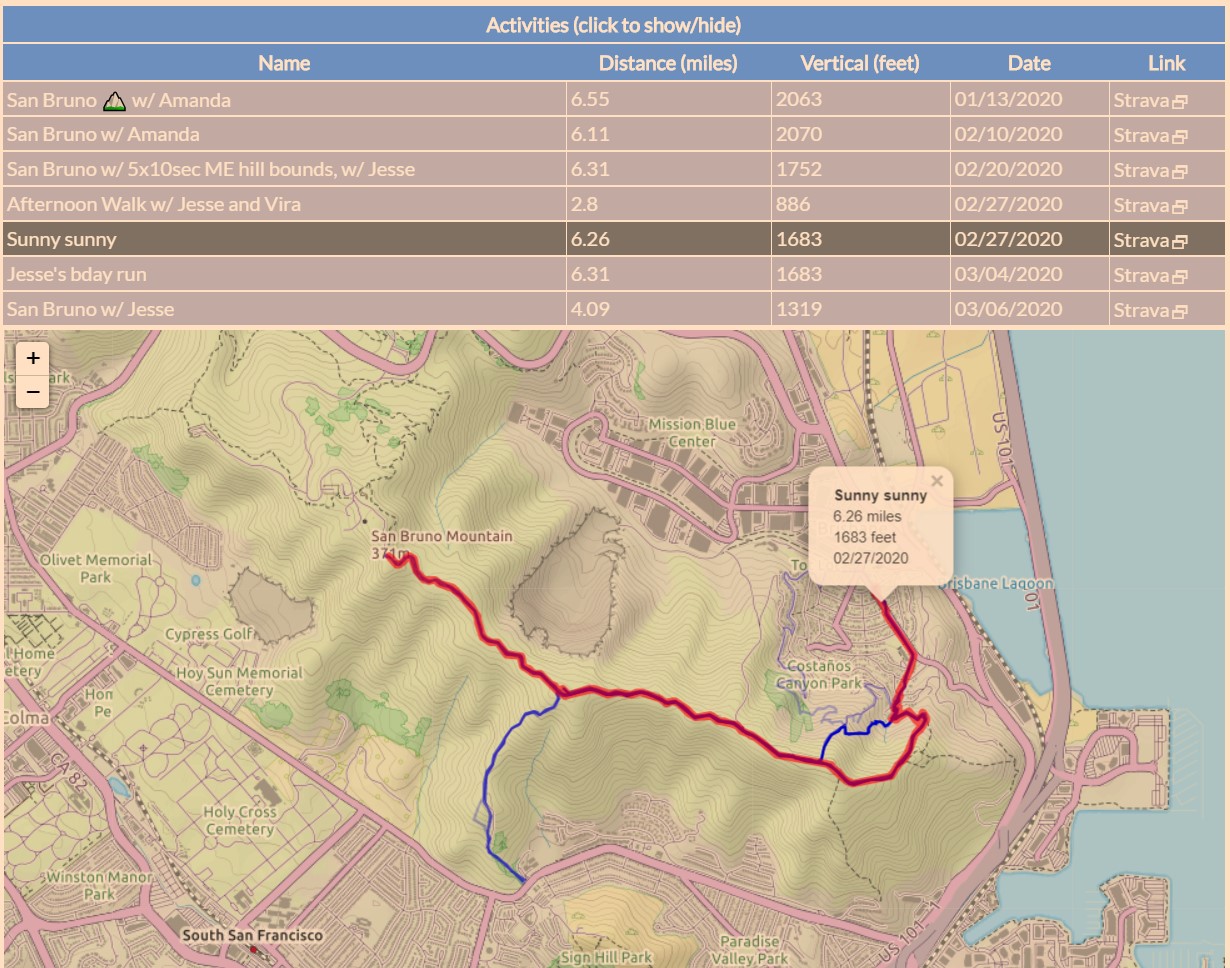 Activities (click to show/hide)
Name Distance (miles) Vertical (feet) Date Link
San Bruno w/ Amanda 6.55 2063 01/13/2020 Strava
San Bruno w/ Amanda 6.11 2070 02/10/2020 Strava
San Bruno w/ 5x10sec ME hill bounds, w/ Jesse 6.31 1752 02/20/2020 Strava
Afternoon Walk w/ Jesse and Vira 2.8 886 02/27/2020 Strava
Sunny sunny 6.26 1683 02/27/2020 Strava
Jesse's bday run 6.31 1683 03/04/2020 Strava
San Bruno w/ Jesse 4.09 1319 03/06/2020 Strava
+
−
ark
Mission Blue
Center
US 101
Sunny sunny ×
6.26 miles
1683 feet
02/27/2020
San Bruno Mountain
371m
Olivet Memorial
Park
To
risbane Lagoon
101
Cypress Golf
l Home
etery
Hoy Sun Memorial
Cemetery
Costaños
Canyon Park
Hom
Pe
Colma
CA 82
Holy Cross
Cemetery
Winston Manor
Park
South San Francisco
Sign Hill Park
Paradise
Valley Park
US 101